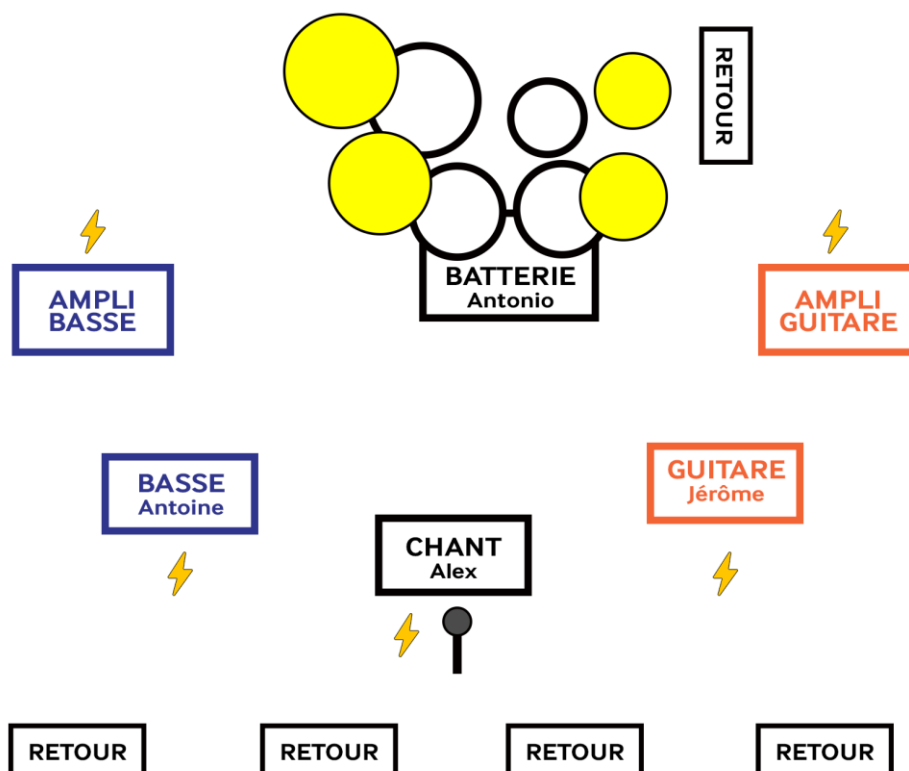 RETOUR
BATTERIE
Antonio
AMPLI
BASSE
AMPLI
GUITARE
BASSE
Antoine
GUITARE
Jérôme
CHANT
Alex
RETOUR
RETOUR
RETOUR
RETOUR